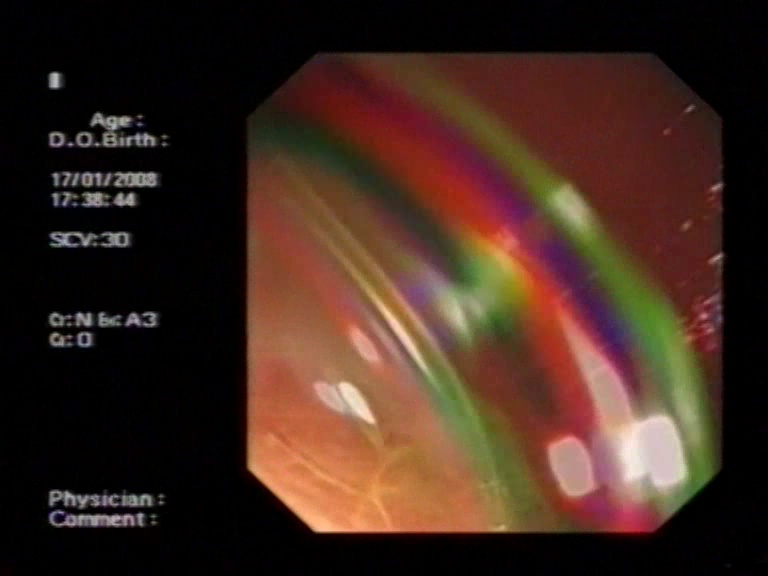 Age:
D.O.Birth:
17/01/2008
17:38:44
SCV:30
Physician:
Comment: